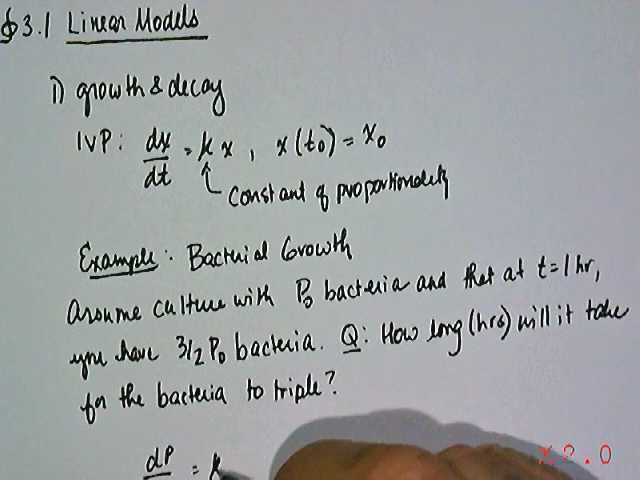 §3.1 Linear Models
1) growth & decay
IVP: dx/dt = kx, x(t₀) = x₀
Constant of proportionality
Example: Bacterial Growth
Assume culture with P₀ bacteria and that at t=1hr,
you have 3/2 P₀ bacteria. Q: How long (hrs) will it take
for the bacteria to triple?
dP = k